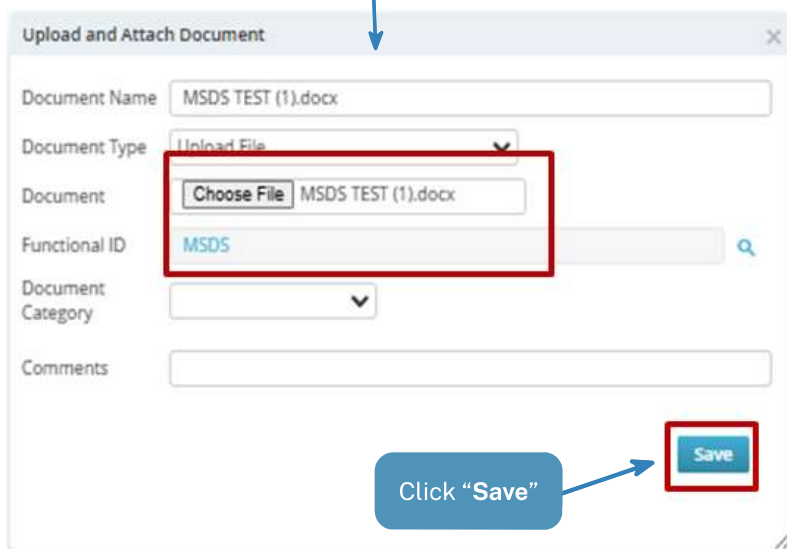 Upload and Attach Document
Document Name MSDS TEST (1).docx
Document Type Upload File
Document Choose File MSDS TEST (1).docx
Functional ID MSDS
Document
Category
Comments
Save
Click “Save”